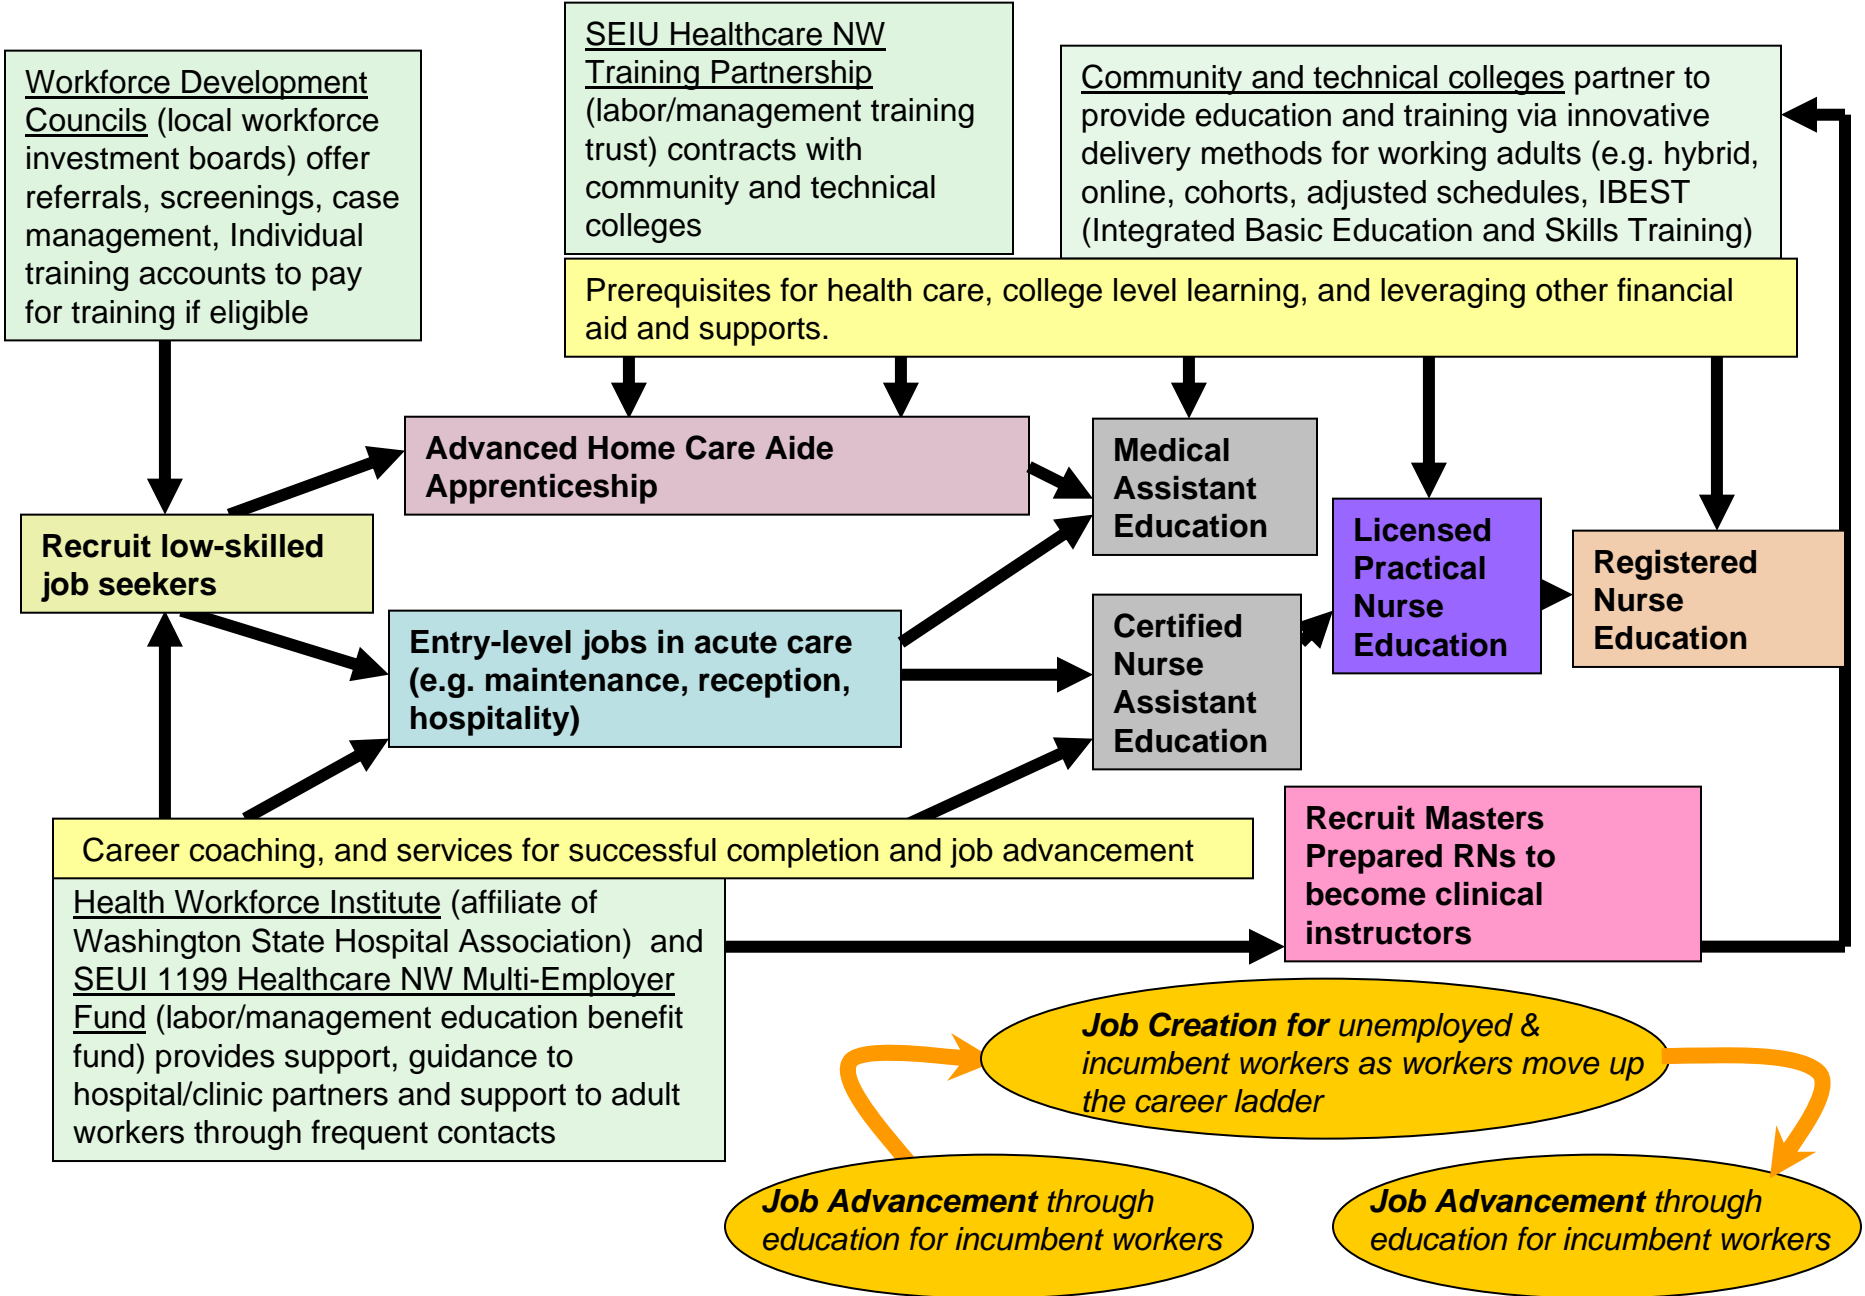 SEIU Healthcare NW
Training Partnership
(labor/management training
trust) contracts with
community and technical
colleges
Workforce Development
Councils (local workforce
investment boards) offer
referrals, screenings, case
management, Individual
training accounts to pay
for training if eligible
Community and technical colleges partner to
provide education and training via innovative
delivery methods for working adults (e.g. hybrid,
online, cohorts, adjusted schedules, IBEST
(Integrated Basic Education and Skills Training)
Prerequisites for health care, college level learning, and leveraging other financial
aid and supports.
Advanced Home Care Aide
Apprenticeship
Medical
Assistant
Education
Recruit low-skilled
job seekers
Licensed
Practical
Nurse
Education
Registered
Nurse
Education
Entry-level jobs in acute care
(e.g. maintenance, reception,
hospitality)
Certified
Nurse
Assistant
Education
Recruit Masters
Prepared RNs to
become clinical
instructors
Career coaching, and services for successful completion and job advancement
Health Workforce Institute (affiliate of
Washington State Hospital Association) and
SEUI 1199 Healthcare NW Multi-Employer
Fund (labor/management education benefit
fund) provides support, guidance to
hospital/clinic partners and support to adult
workers through frequent contacts
Job Creation for unemployed &
incumbent workers as workers move up
the career ladder
Job Advancement through
education for incumbent workers
Job Advancement through
education for incumbent workers